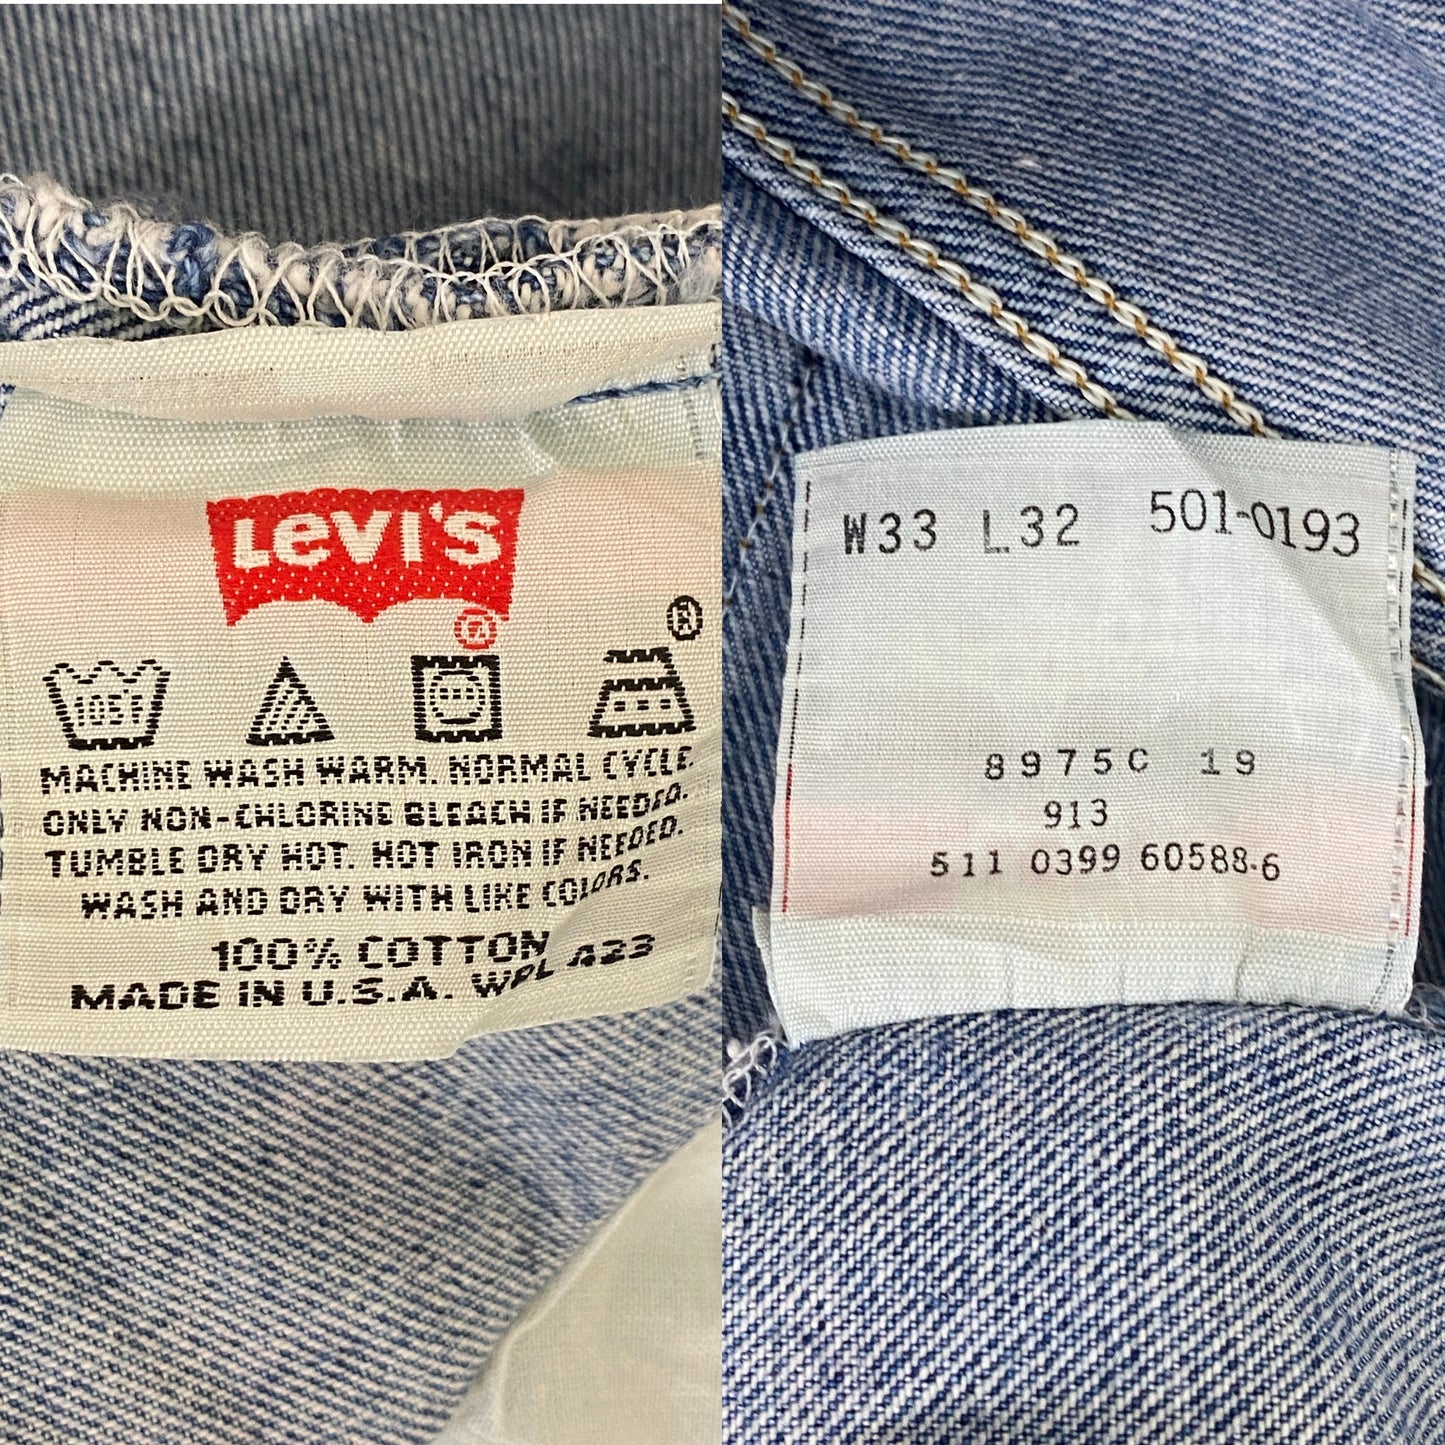 LEVI'S
®
®
105F
MACHINE WASH WARM. NORMAL CYCLE.
ONLY NON-CHLORINE BLEACH IF NEEDED.
TUMBLE DRY HOT. HOT IRON IF NEEDED.
WASH AND DRY WITH LIKE COLORS.
100% COTTON
MADE IN U.S.A. WPL 423
W33 L32 501-0193
8975C 19
913
511 0399 60588-6